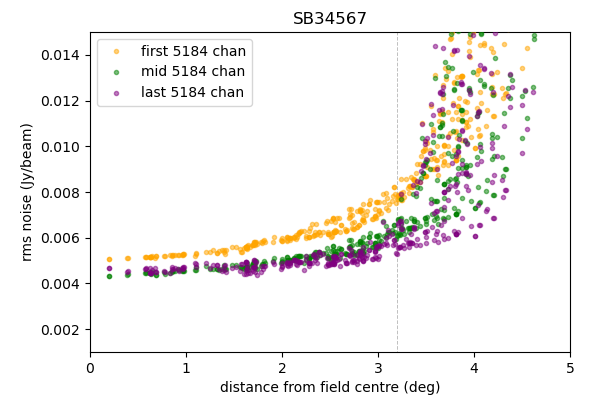 SB34567
first 5184 chan
mid 5184 chan
last 5184 chan
rms noise (Jy/beam)
0.014
0.012
0.010
0.008
0.006
0.004
0.002
0 1 2 3 4 5
distance from field centre (deg)